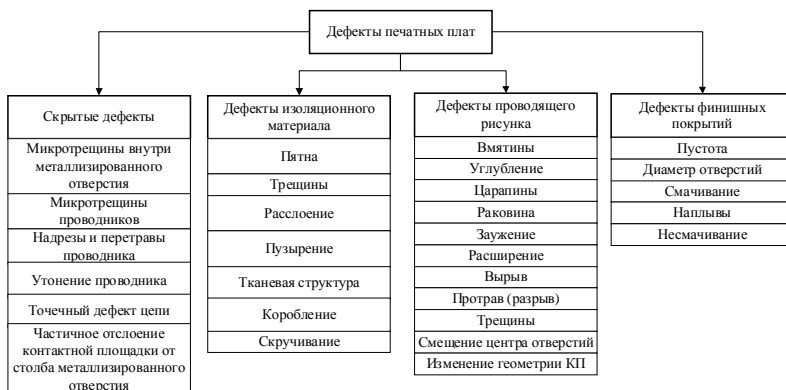 Дефекты печатных плат
Скрытые дефекты
Микротрещины внутри
металлизированного
отверстия
Микротрещины
проводников
Надрезы и перетравы
проводника
Утонение проводника
Точечный дефект цепи
Частичное отслоение
контактной площадки от
столба металлизированного
отверстия
Дефекты изоляционного
материала
Пятна
Трещины
Расслоение
Пузырение
Тканевая структура
Коробление
Скручивание
Дефекты проводящего
рисунка
Вмятины
Углубление
Царапины
Раковина
Заужение
Расширение
Вырыв
Протрав (разрыв)
Трещины
Смещение центра отверстий
Изменение геометрии КП
Дефекты финишных
покрытий
Пустота
Диаметр отверстий
Смачивание
Наплывы
Несмачивание